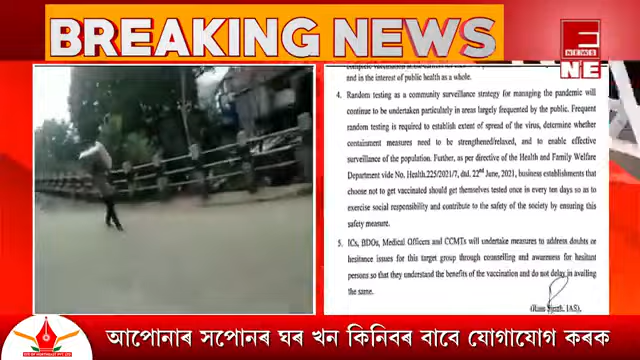 BREAKING NEWS
E
NEWS
NE
and in the interest of public health as a whole.
4. Random testing as a community surveillance strategy for managing the pandemic will
continue to be undertaken particularly in areas largely frequented by the public. Frequent
random testing is required to establish extent of spread of the virus, determine whether
containment measures need to be strengthened/relaxed, and to enable effective
surveillance of the population. Further, as per directive of the Health and Family Welfare
Department vide No. Health.225/2021/7, dtd. 22nd June, 2021, business establishments that
choose not to get vaccinated should get themselves tested once in every ten days so as to
exercise social responsibility and contribute to the safety of the society by ensuring this
safety measure.
5. ICs, BDOs, Medical Officers and CCMTs will undertake measures to address doubts or
hesitance issues for this target group through counselling and awareness for hesitant
persons so that they understand the benefits of the vaccination and do not delay in availing
the same.
IAS),
আপোনাৰ সপোনৰ ঘৰ খন কিনিবৰ বাবে যোগাযোগ কৰক